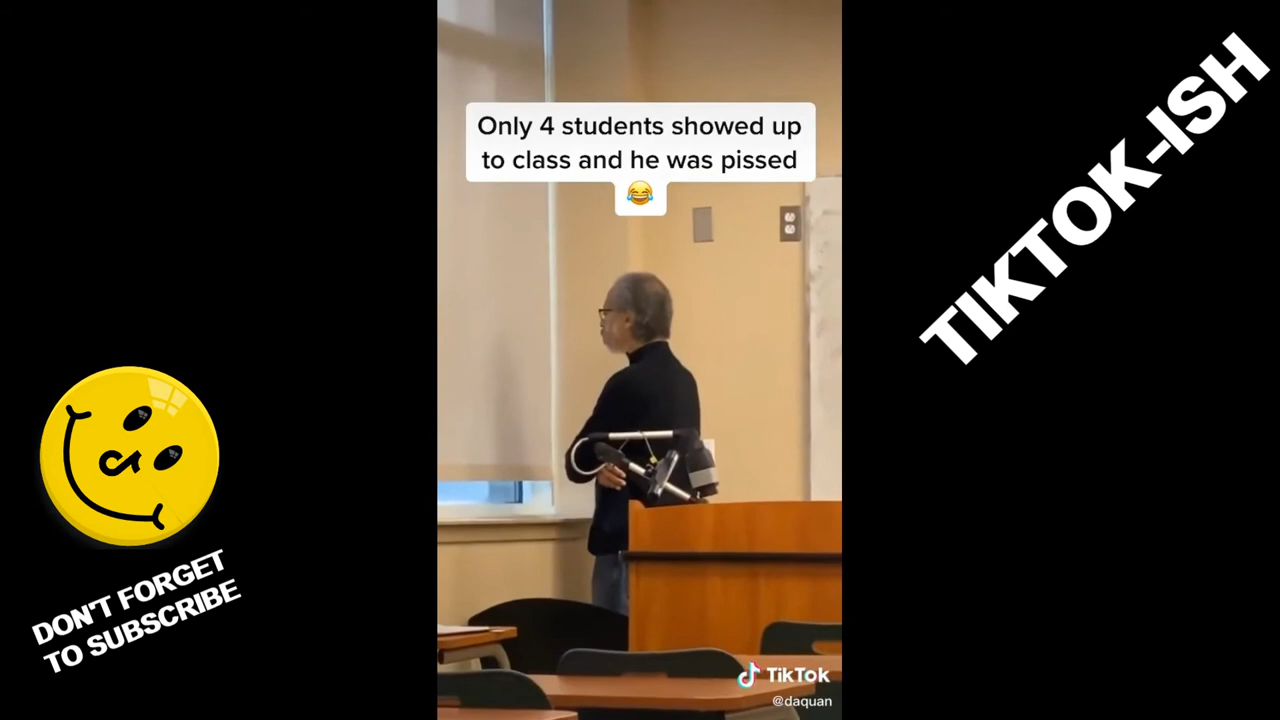 Only 4 students showed up
to class and he was pissed
😂
TIKTOK-ISH
DON'T FORGET
TO SUBSCRIBE
TikTok
@daquan